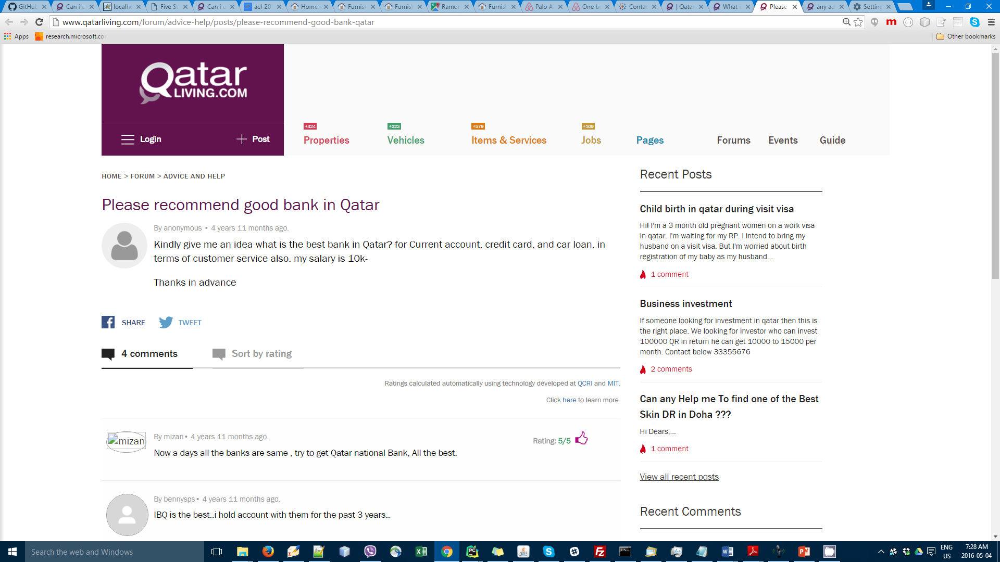 GitHub
Can i e
localh
Five St
Can i e
acl-20
Home
Furnish
Furnish
Ramon
Furnish
Palo A
One be
Conta
| Qatar
What
Please
any ad
Setting
www.qatarliving.com/forum/advice-help/posts/please-recommend-good-bank-qatar
Apps
research.microsoft.co
Other bookmarks
Qatar
LIVING.COM
Login
Post
+424
+323
+579
+109
Properties
Vehicles
Items & Services
Jobs
Pages
Forums
Events
Guide
HOME > FORUM > ADVICE AND HELP
Please recommend good bank in Qatar
By anonymous • 4 years 11 months ago.
Kindly give me an idea what is the best bank in Qatar? for Current account, credit card, and car loan, in
terms of customer service also. my salary is 10k-
Thanks in advance
SHARE
TWEET
4 comments
Sort by rating
Ratings calculated automatically using technology developed at QCRI and MIT.
Click here to learn more.
mizan
By mizan• 4 years 11 months ago.
Now a days all the banks are same , try to get Qatar national Bank, All the best.
Rating: 5/5
By bennysps• 4 years 11 months ago.
IBQ is the best..i hold account with them for the past 3 years..
Recent Posts
Child birth in qatar during visit visa
Hi! I'm a 3 month old pregnant women on a work visa
in qatar. I'm waiting for my RP. I intend to bring my
husband on a visit visa. But I'm worried about birth
registration of my baby as my husband...
1 comment
Business investment
If someone looking for investment in qatar then this is
the right place. We looking for investor who can invest
100000 QR in return he can get 10000 to 15000 per
month. Contact below 33355676
2 comments
Can any Help me To find one of the Best
Skin DR in Doha ???
Hi Dears,...
1 comment
View all recent posts
Recent Comments
Search the web and Windows
ENG
US
7:28 AM
2016-05-04